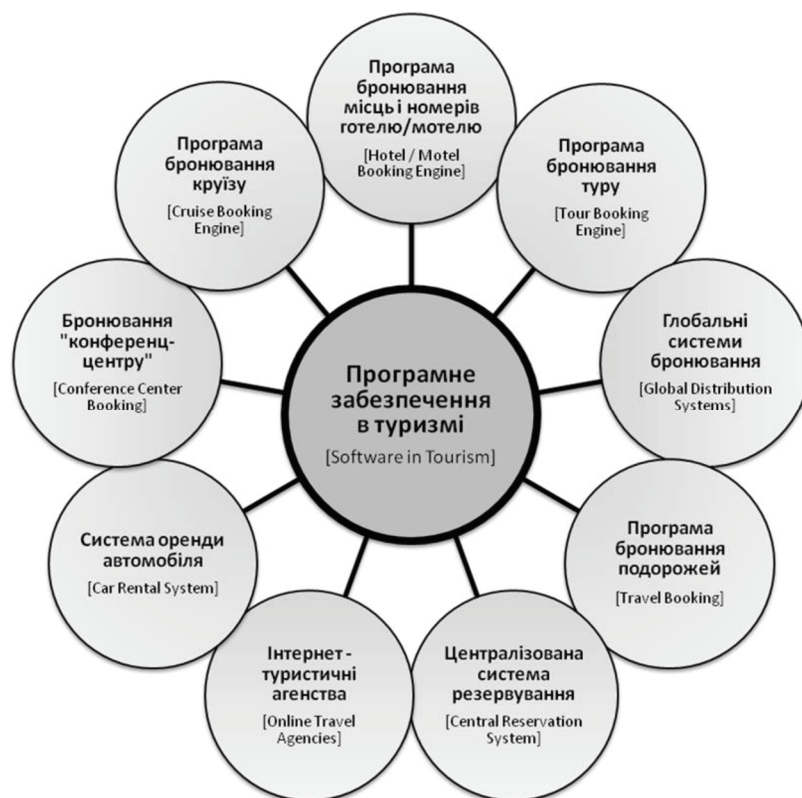 Програма
бронювання
місць і номерів
готелю/мотелю
[Hotel / Motel
Booking Engine]
Програма
бронювання
туру
[Tour Booking
Engine]
Глобальні
системи
бронювання
[Global Distribution
Systems]
Програма
бронювання
подорожей
[Travel Booking]
Централізована
система
резервування
[Central Reservation
System]
Інтернет-
туристичні
агенства
[Online Travel
Agencies]
Система оренди
автомобіля
[Car Rental System]
Бронювання
"конференц-
центру"
[Conference Center
Booking]
Програма
бронювання
круїзу
[Cruise Booking
Engine]
Програмне
забезпечення
в туризмі
[Software in Tourism]